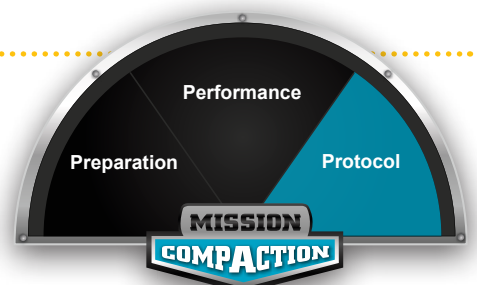 Performance
Preparation
Protocol
MISSION
COMPACTION